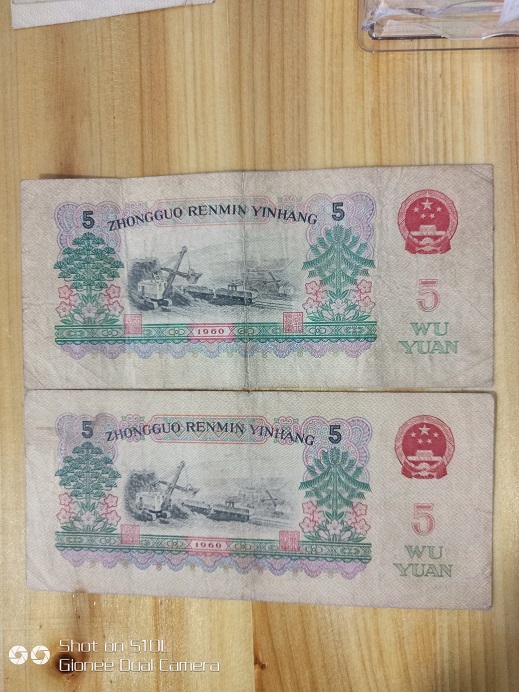 5 ZHONGGUO RENMIN YINHANG 5
5
WU
YUAN
1960
5 ZHONGGUO RENMIN YINHANG 5
5
WU
YUAN
1960
Shot on S10L
Gionee Dual Camera